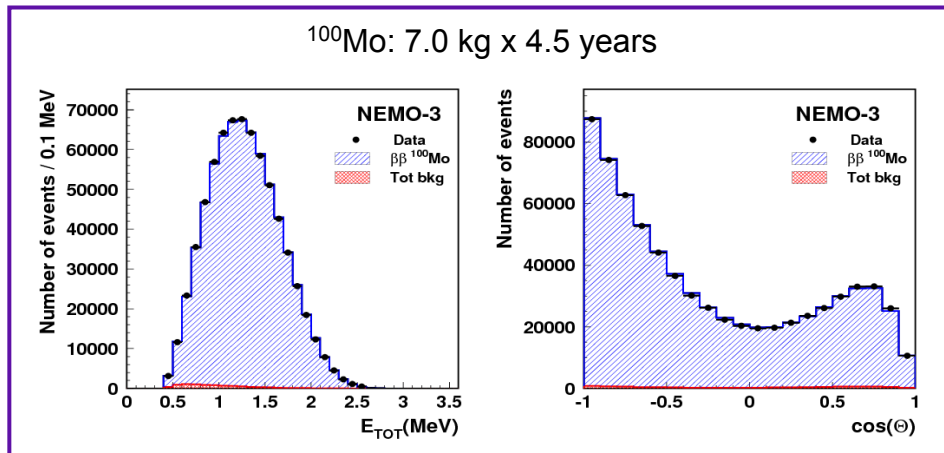 ¹⁰⁰Mo: 7.0 kg x 4.5 years
Number of events / 0.1 MeV
70000
60000
50000
40000
30000
20000
10000
0
NEMO-3
Data
ββ ¹⁰⁰Mo
Tot bkg
0 0.5 1 1.5 2 2.5 3 3.5
E_TOT(MeV)
Number of events
80000
60000
40000
20000
0
NEMO-3
Data
ββ ¹⁰⁰Mo
Tot bkg
-1 -0.5 0 0.5 1
cos(Θ)